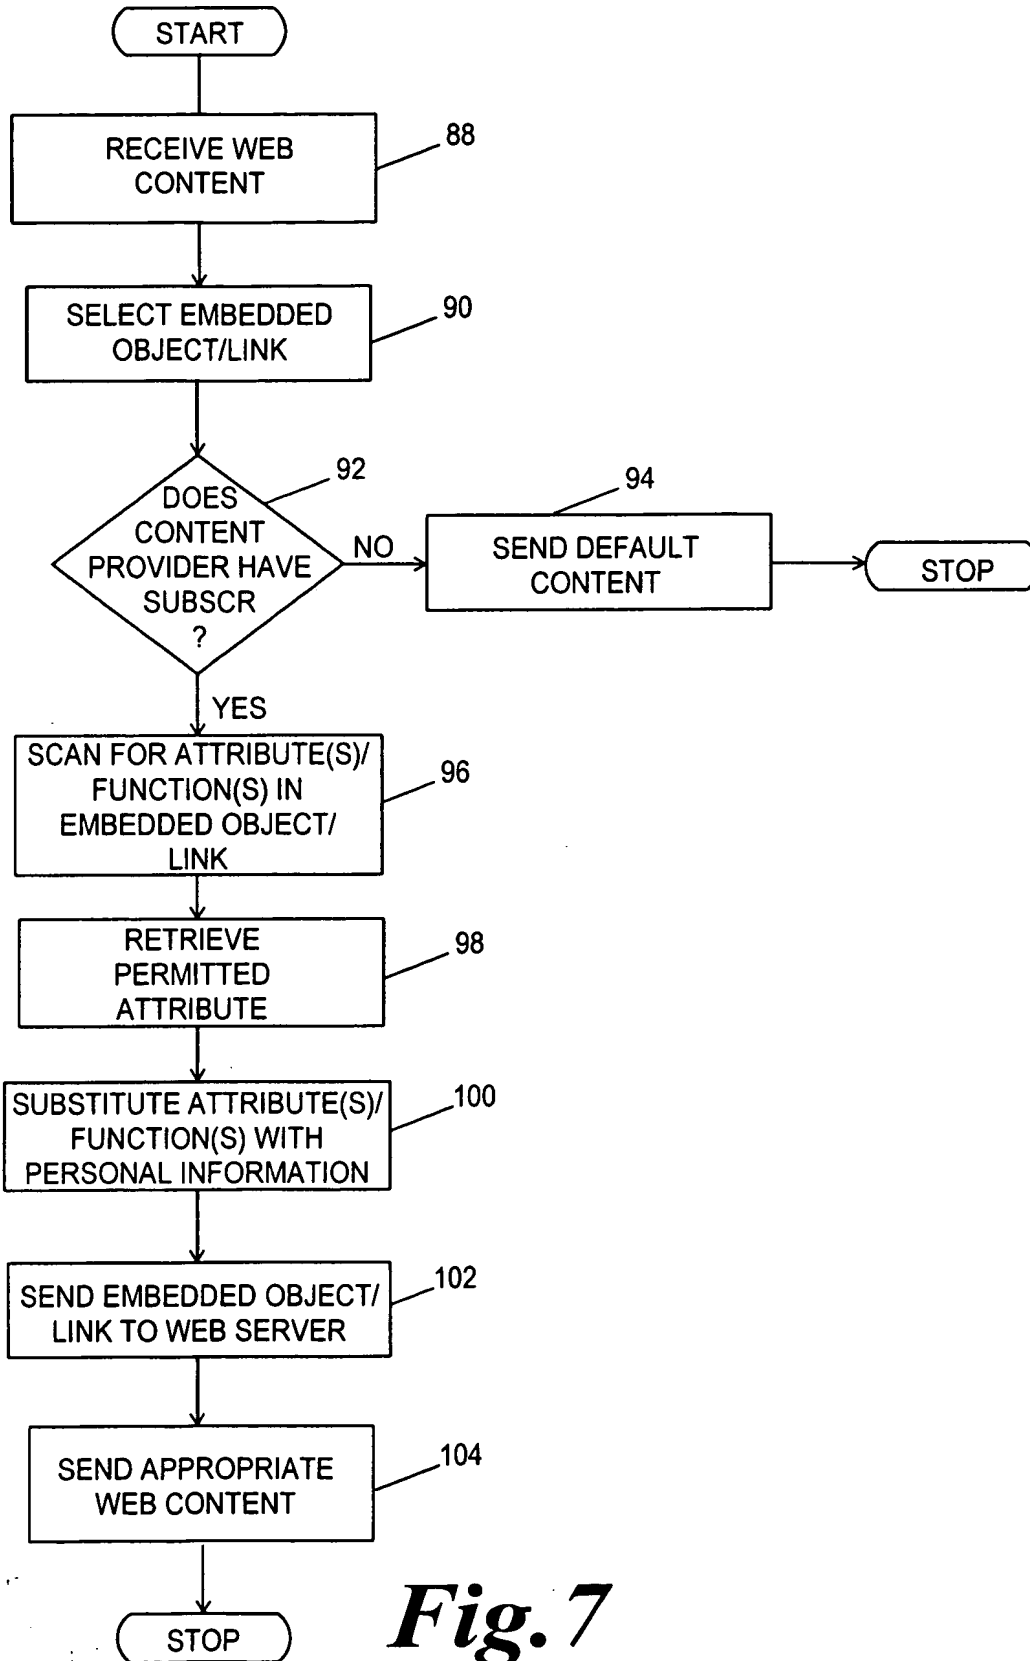 START
RECEIVE WEB
CONTENT
88
SELECT EMBEDDED
OBJECT/LINK
90
DOES
CONTENT
PROVIDER HAVE
SUBSCR
?
92
NO
SEND DEFAULT
CONTENT
94
STOP
YES
SCAN FOR ATTRIBUTE(S)/
FUNCTION(S) IN
EMBEDDED OBJECT/
LINK
96
RETRIEVE
PERMITTED
ATTRIBUTE
98
SUBSTITUTE ATTRIBUTE(S)/
FUNCTION(S) WITH
PERSONAL INFORMATION
100
SEND EMBEDDED OBJECT/
LINK TO WEB SERVER
102
SEND APPROPRIATE
WEB CONTENT
104
STOP
Fig. 7